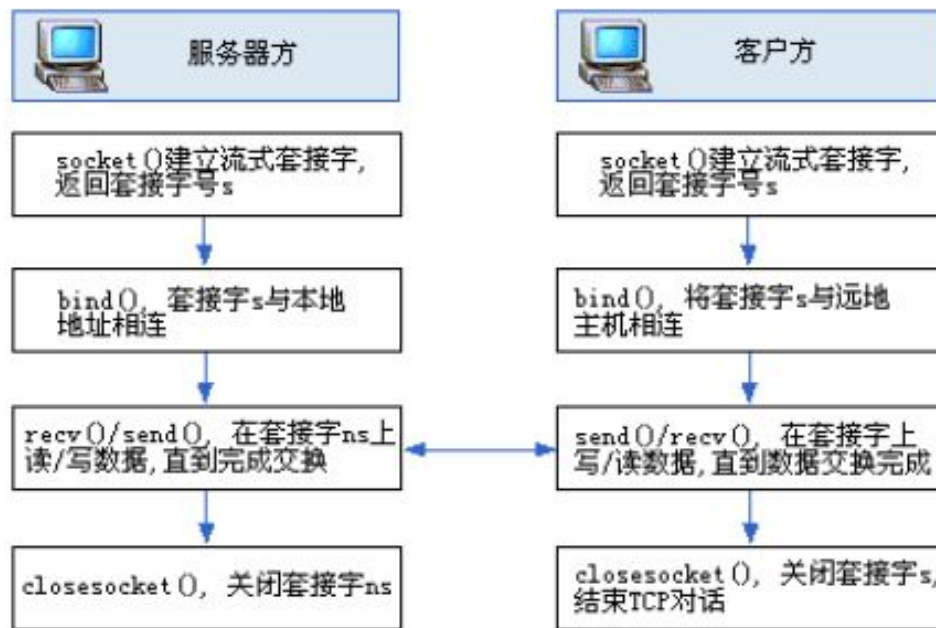 服务器方
socket()建立流式套接字,
返回套接字号s
bind(), 套接字s与本地
地址相连
recv()/send(), 在套接字ns上
读/写数据,直到完成交换
closesocket(), 关闭套接字ns
客户方
socket()建立流式套接字,
返回套接字号s
bind(), 将套接字s与远地
主机相连
send()/recv(), 在套接字上
写/读数据,直到数据交换完成
closesocket(), 关闭套接字s,
结束TCP对话